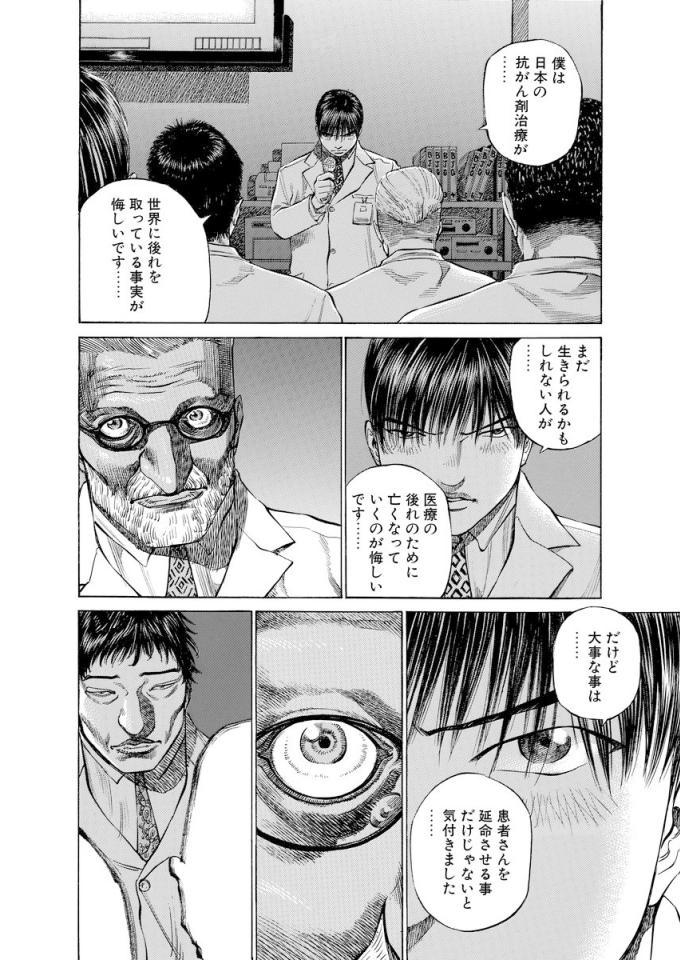 僕は
日本の
抗がん剤治療が
……
世界に後れを
取っている事実が
悔しいです……
まだ
生きられるかも
しれない人が
……
医療の
後れのために
亡くなって
いくのが悔しい
です……
だけど
大事な事は
……
患者さんを
延命させる事
だけじゃないと
気付きました
……